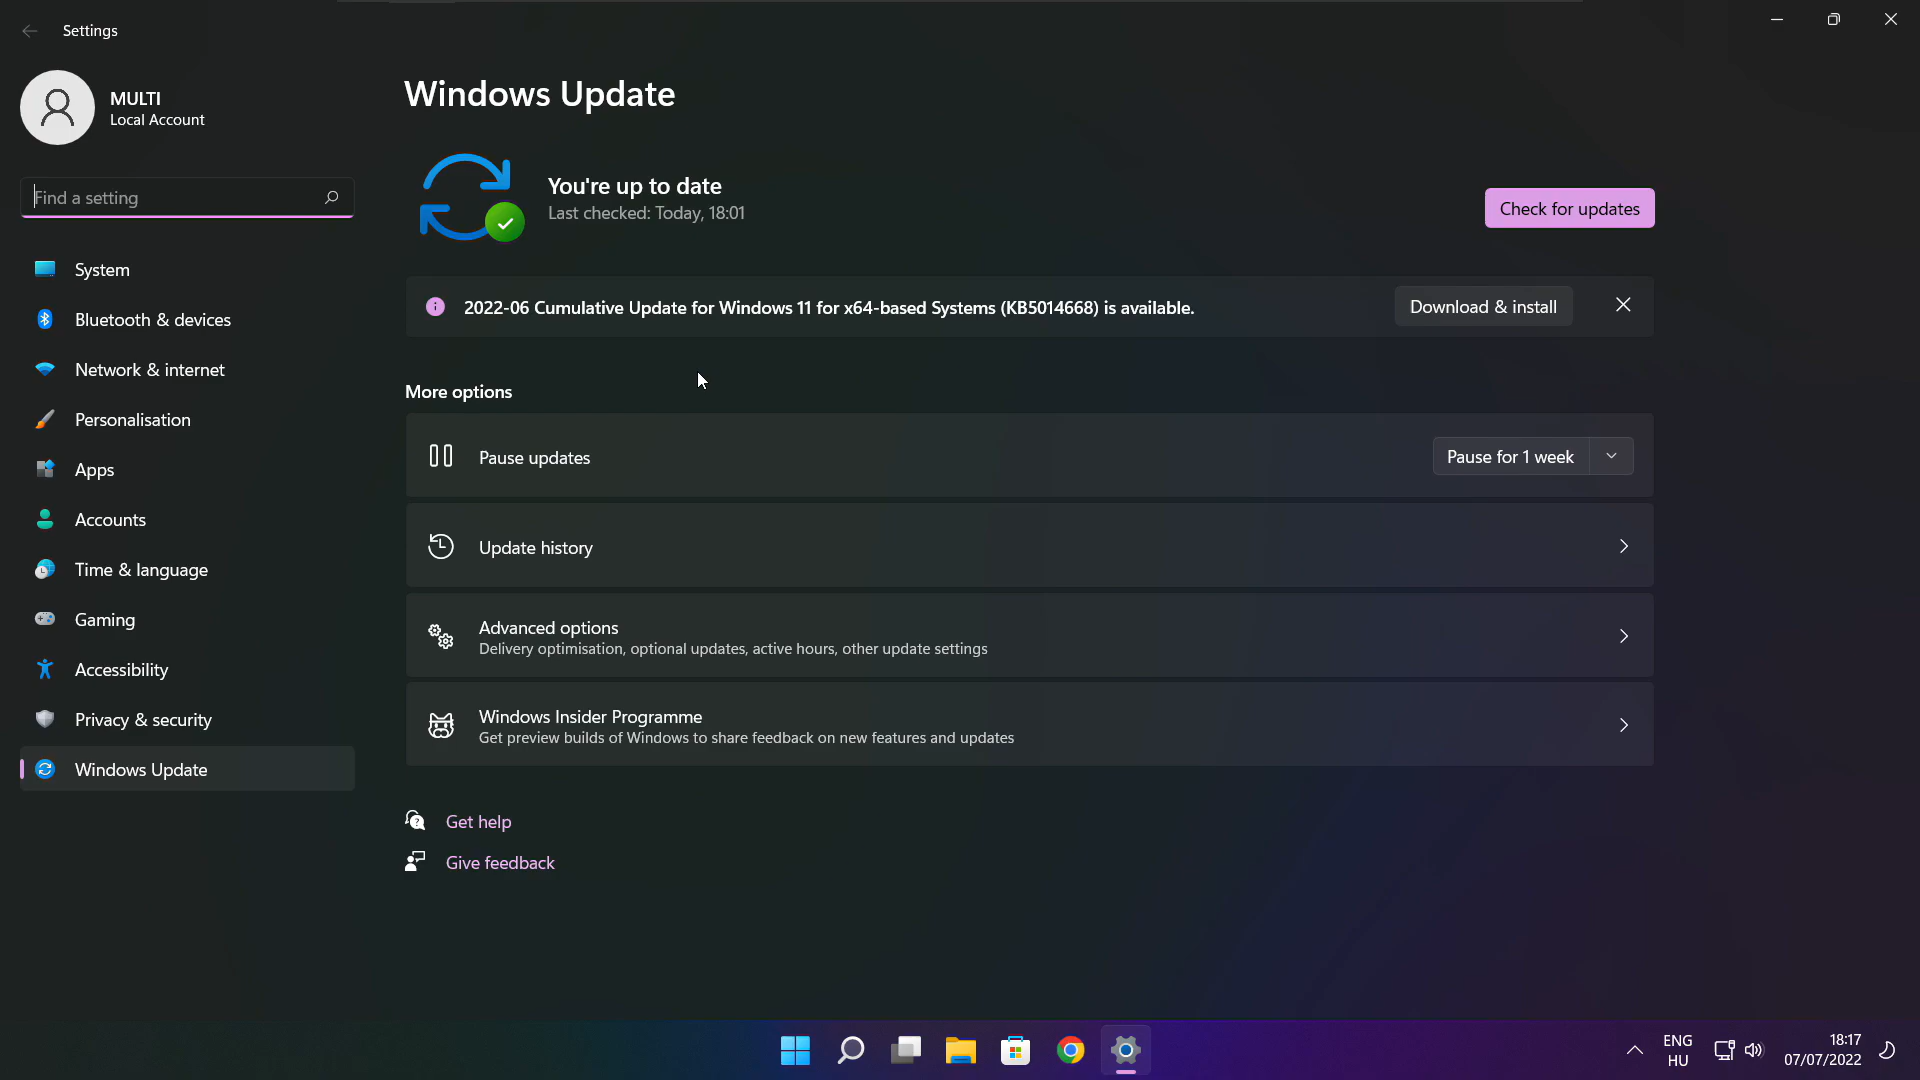 Settings
MULTI
Local Account
Find a setting
System
Bluetooth & devices
Network & internet
Personalisation
Apps
Accounts
Time & language
Gaming
Accessibility
Privacy & security
Windows Update
Windows Update
You're up to date
Last checked: Today, 18:01
Check for updates
2022-06 Cumulative Update for Windows 11 for x64-based Systems (KB5014668) is available.
Download & install
More options
Pause updates
Pause for 1 week
Update history
Advanced options
Delivery optimisation, optional updates, active hours, other update settings
Windows Insider Programme
Get preview builds of Windows to share feedback on new features and updates
Get help
Give feedback
ENG
HU
18:17
07/07/2022